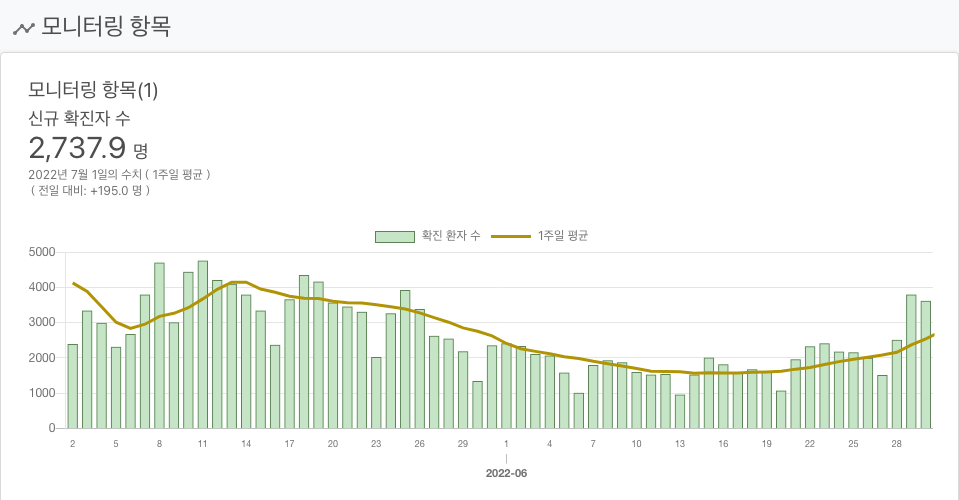 모니터링 항목
모니터링 항목(1)
신규 확진자 수
2,737.9 명
2022년 7월 1일의 수치 ( 1주일 평균 )
( 전일 대비: +195.0 명 )
확진 환자 수 1주일 평균
5000
4000
3000
2000
1000
0
2 5 8 11 14 17 20 23 26 29 1 4 7 10 13 16 19 22 25 28
2022-06